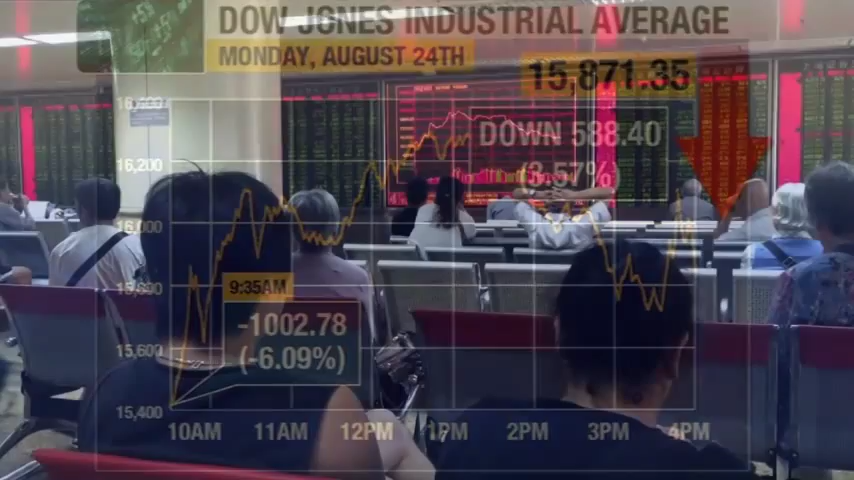 DOW JONES INDUSTRIAL AVERAGE
MONDAY, AUGUST 24TH
15,871.35
16,400
DOWN 588.40
(3.57%)
16,200
16,000
9:35AM
15,800
-1002.78
(-6.09%)
15,600
15,400
10AM 11AM 12PM 1PM 2PM 3PM 4PM